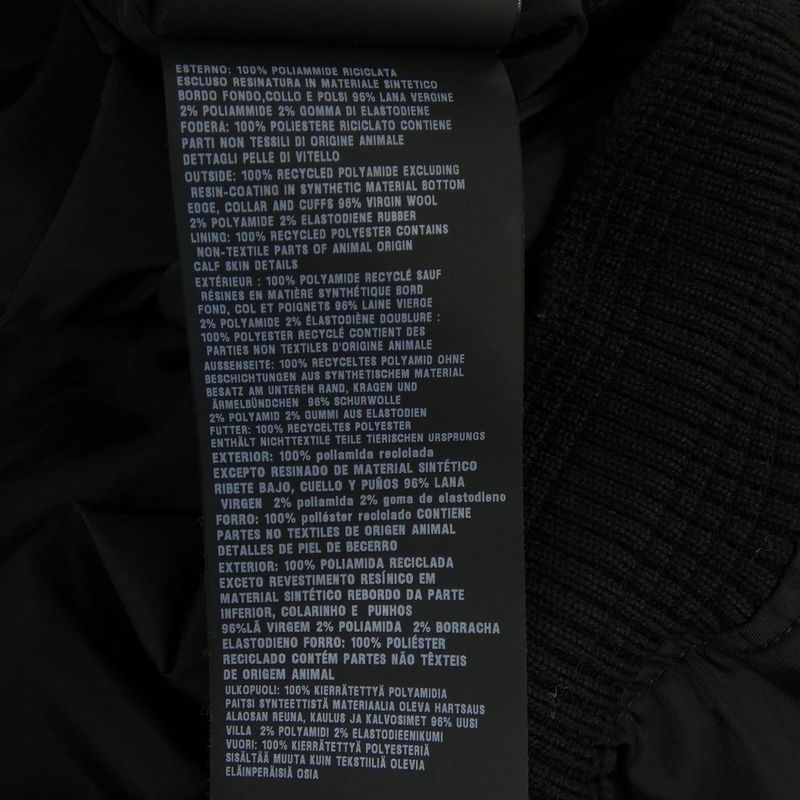 ESTERNO: 100% POLIAMMIDE RICICLATA
ESCLUSO RESINATURA IN MATERIALE SINTETICO
BORDO FONDO,COLLO E POLSI 96% LANA VERGINE
2% POLIAMMIDE 2% GOMMA DI ELASTODIENE
FODERA: 100% POLIESTERE RICICLATO CONTIENE
PARTI NON TESSILI DI ORIGINE ANIMALE
DETTAGLI PELLE DI VITELLO
OUTSIDE: 100% RECYCLED POLYAMIDE EXCLUDING
RESIN-COATING IN SYNTHETIC MATERIAL BOTTOM
EDGE, COLLAR AND CUFFS 96% VIRGIN WOOL
2% POLYAMIDE 2% ELASTODIENE RUBBER
LINING: 100% RECYCLED POLYESTER CONTAINS
NON-TEXTILE PARTS OF ANIMAL ORIGIN
CALF SKIN DETAILS
EXTÉRIEUR : 100% POLYAMIDE RECYCLÉ SAUF
RÉSINES EN MATIÈRE SYNTHÉTIQUE BORD
FOND, COL ET POIGNETS 96% LAINE VIERGE
2% POLYAMIDE 2% ÉLASTODIÈNE DOUBLURE :
100% POLYESTER RECYCLÉ CONTIENT DES
PARTIES NON TEXTILES D'ORIGINE ANIMALE
AUSSENSEITE: 100% RECYCELTES POLYAMID OHNE
BESCHICHTUNGEN AUS SYNTHETISCHEM MATERIAL
BESATZ AM UNTEREN RAND, KRAGEN UND
ÄRMELBÜNDCHEN 96% SCHURWOLLE
2% POLYAMID 2% GUMMI AUS ELASTODIEN
FUTTER: 100% RECYCELTES POLYESTER
ENTHÄLT NICHTTEXTILE TEILE TIERISCHEN URSPRUNGS
EXTERIOR: 100% poliamida reciclada
EXCEPTO RESINADO DE MATERIAL SINTÉTICO
RIBETE BAJO, CUELLO Y PUÑOS 96% LANA
VIRGEN 2% poliamida 2% goma de elastodieno
FORRO: 100% poliéster reciclado CONTIENE
PARTES NO TEXTILES DE ORIGEN ANIMAL
DETALLES DE PIEL DE BECERRO
EXTERIOR: 100% POLIAMIDA RECICLADA
EXCETO REVESTIMENTO RESÍNICO EM
MATERIAL SINTÉTICO REBORDO DA PARTE
INFERIOR, COLARINHO E PUNHOS
96%LÃ VIRGEM 2% POLIAMIDA 2% BORRACHA
ELASTODIENO FORRO: 100% POLIÉSTER
RECICLADO CONTÉM PARTES NÃO TÊXTEIS
DE ORIGEM ANIMAL
ULKOPUOLI: 100% KIERRÄTETTYÄ POLYAMIDIA
PAITSI SYNTEETTISTÄ MATERIAALIA OLEVA HARTSAUS
ALAOSAN REUNA, KAULUS JA KALVOSIMET 96% UUSI
VILLA 2% POLYAMIDI 2% ELASTODIEENIKUMI
VUORI: 100% KIERRÄTETTYÄ POLYESTERIÄ
SISÄLTÄÄ MUUTA KUIN TEKSTIILIÄ OLEVIA
ELÄINPERÄISIÄ OSIA